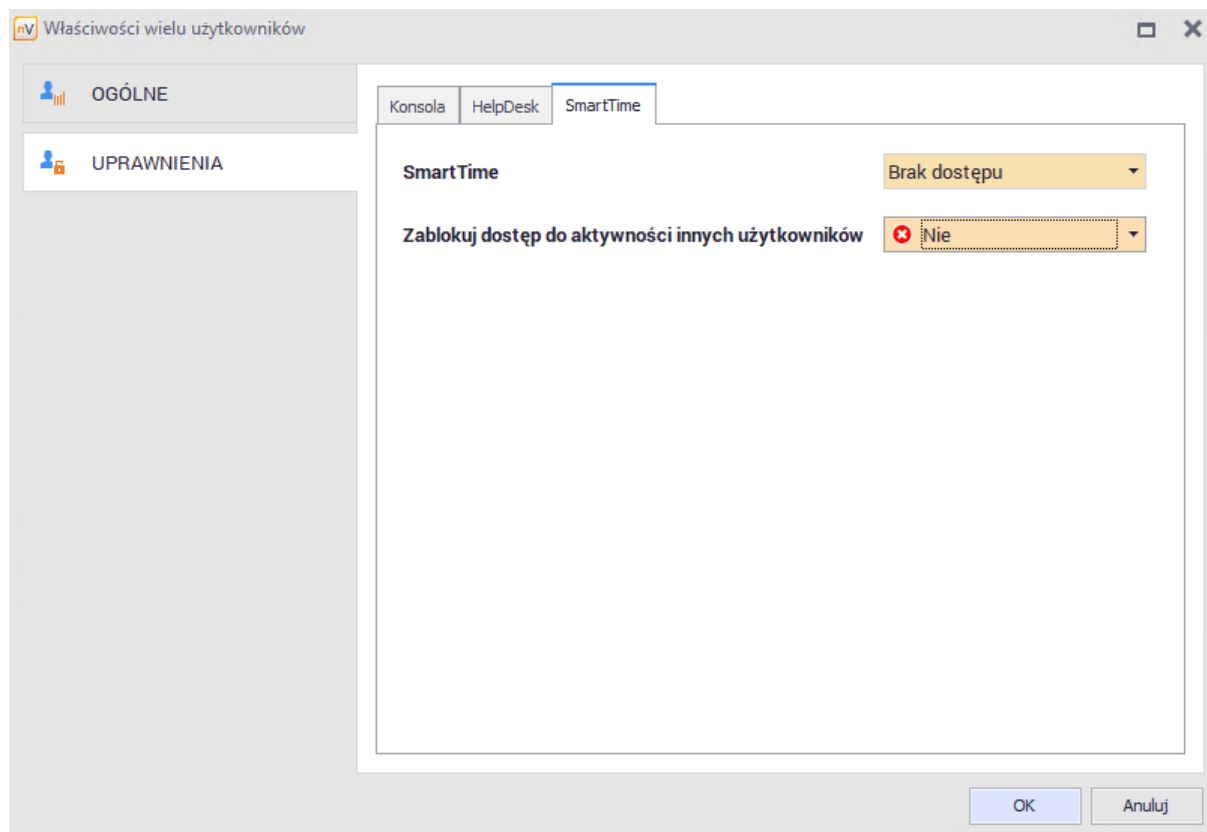 nV Właściwości wielu użytkowników
OGÓLNE
UPRAWNIENIA
Konsola HelpDesk SmartTime
SmartTime Brak dostępu
Zablokuj dostęp do aktywności innych użytkowników Nie
OK Anuluj